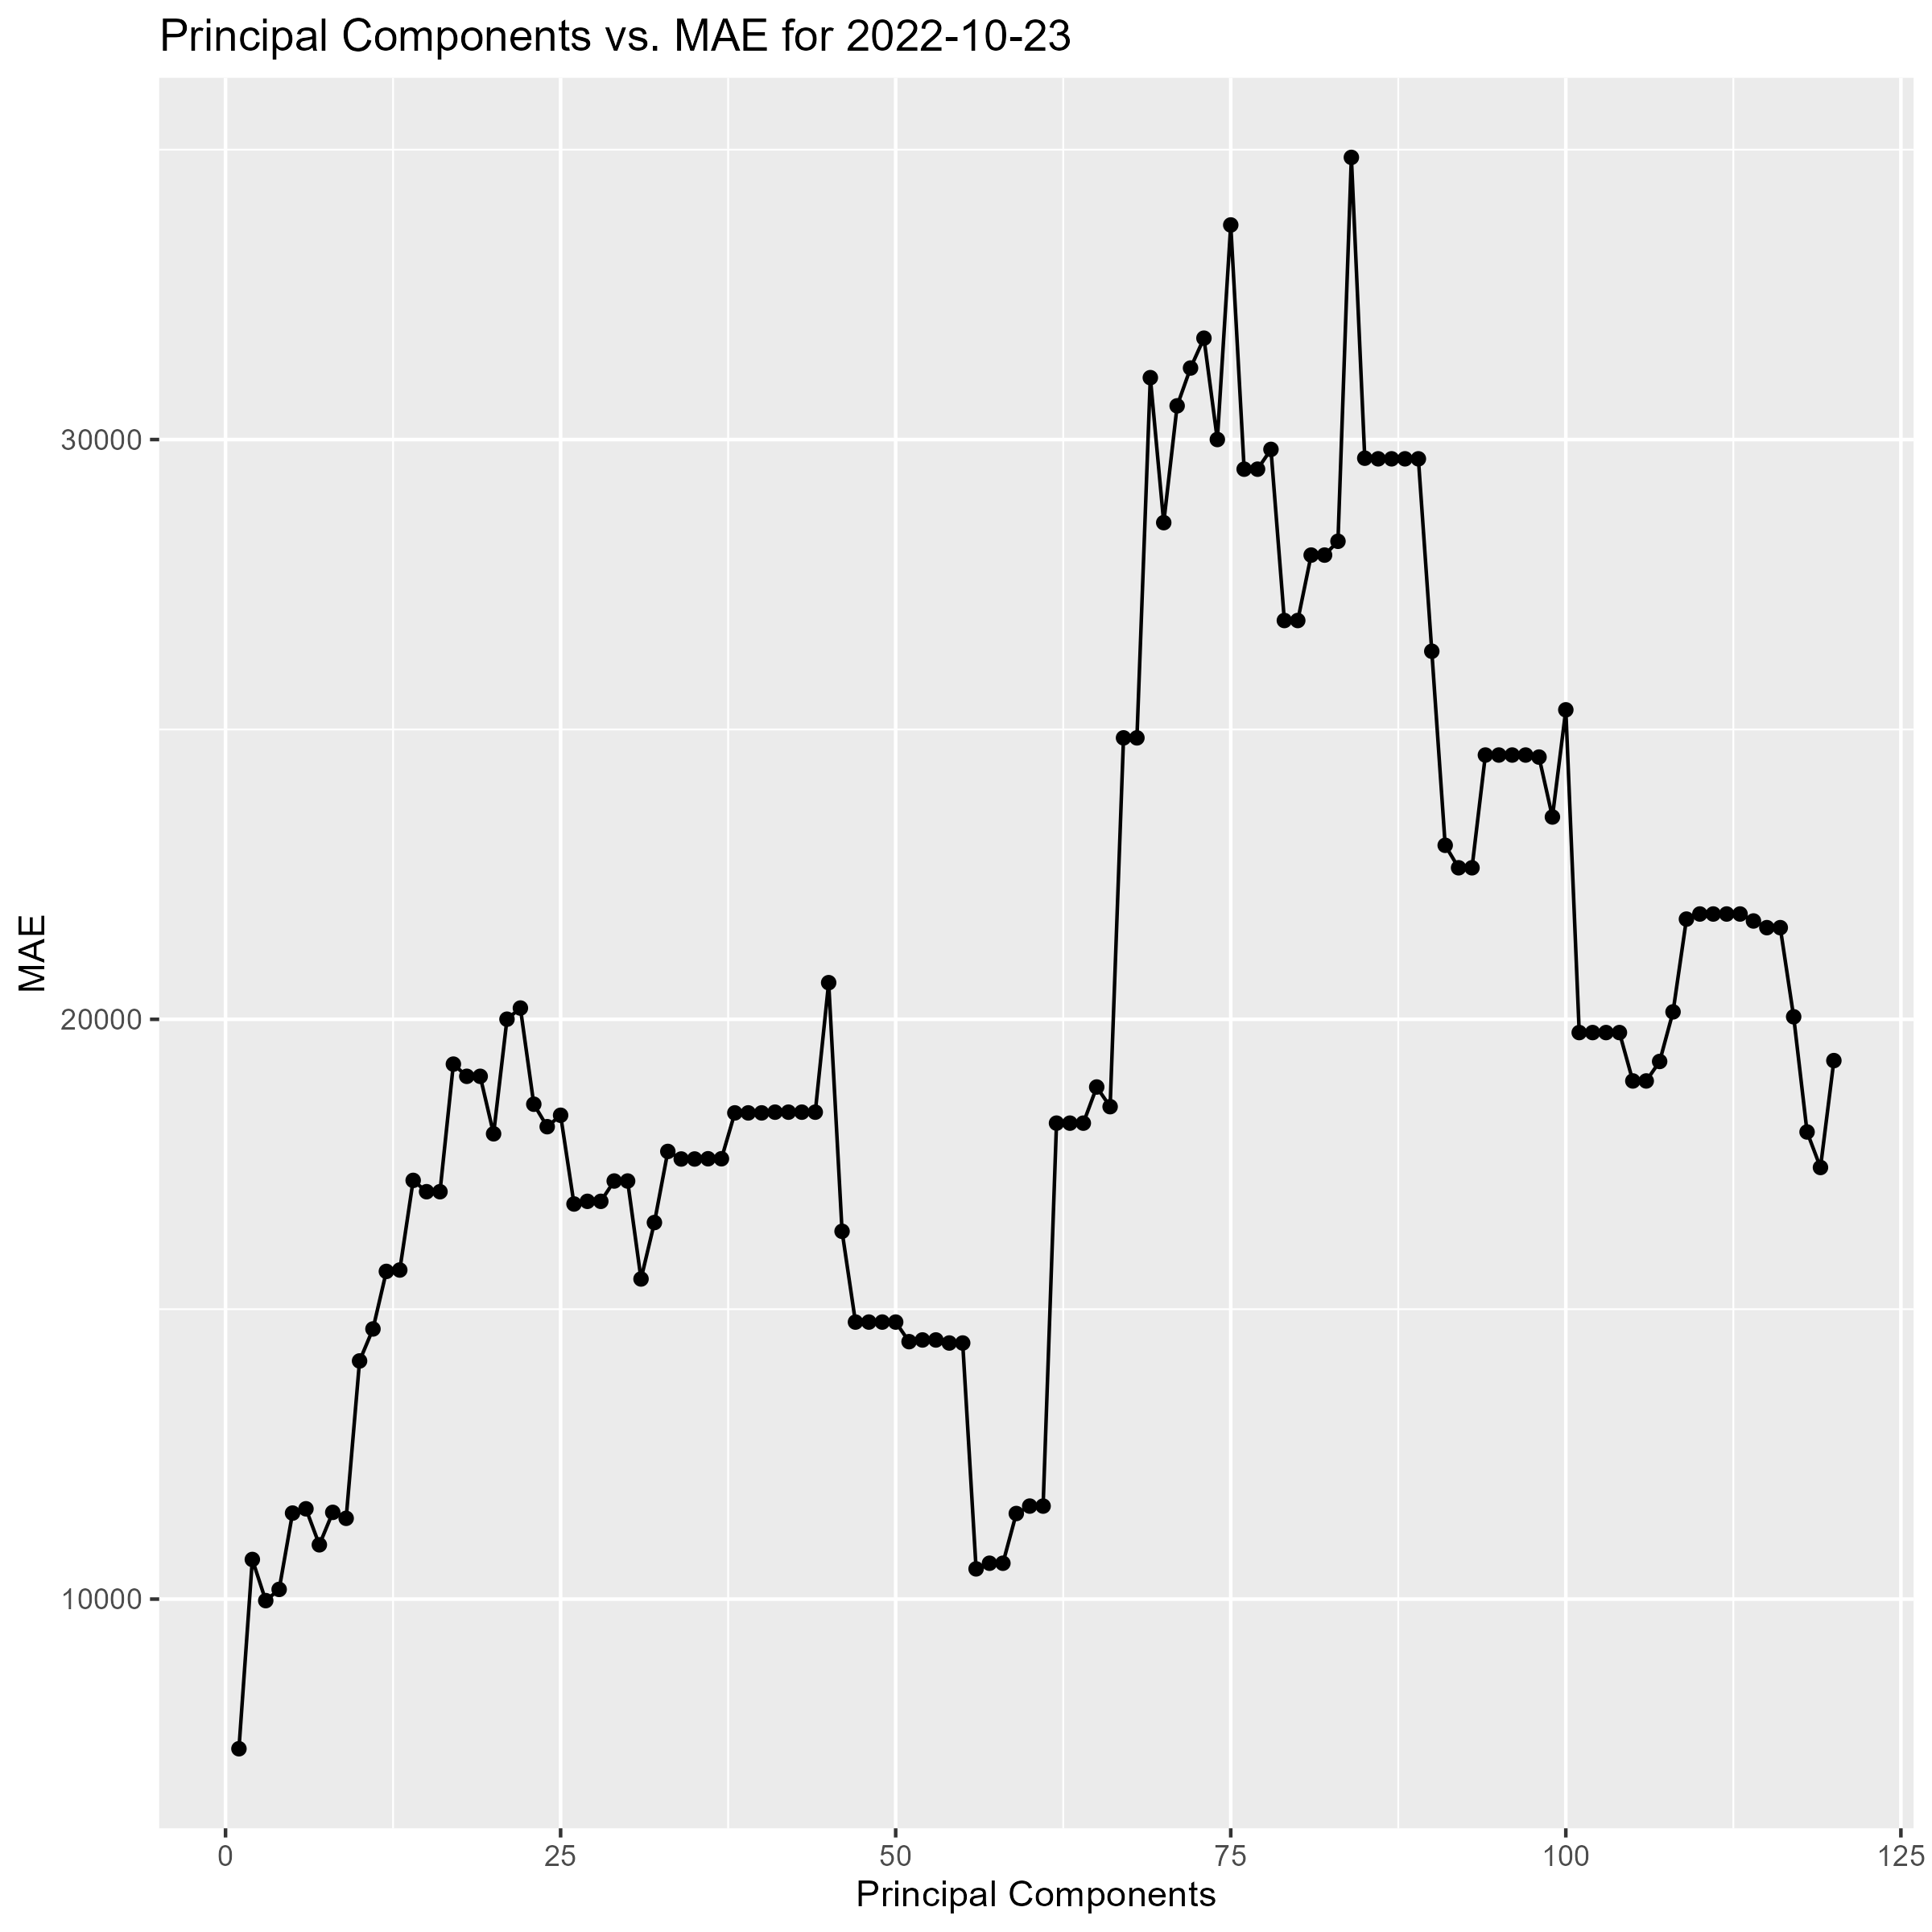 Principal Components vs. MAE for 2022-10-23
MAE
30000
20000
10000
0 25 50 75 100 125
Principal Components